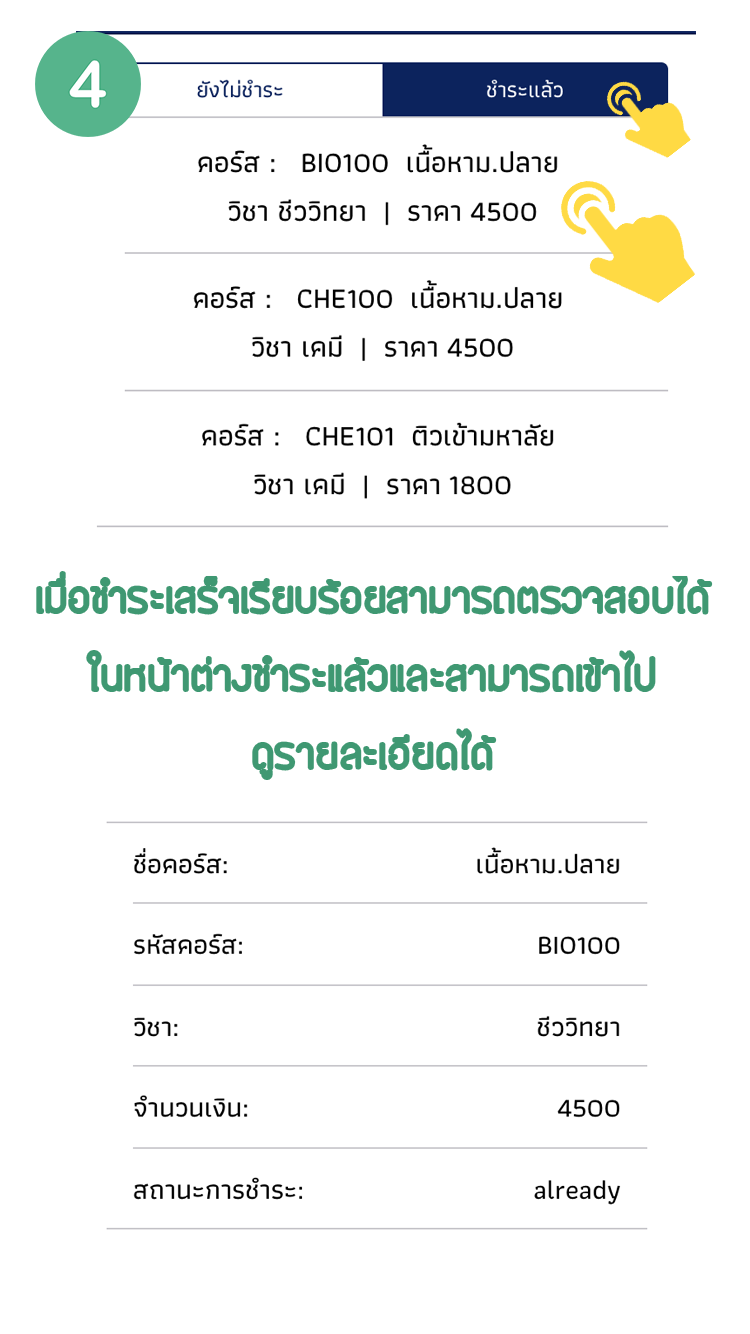 4
ยังไม่ชำระ ชำระแล้ว
คอร์ส : BIO100 เนื้อหาม.ปลาย
วิชา ชีววิทยา | ราคา 4500
คอร์ส : CHE100 เนื้อหาม.ปลาย
วิชา เคมี | ราคา 4500
คอร์ส : CHE101 ติวเข้ามหาลัย
วิชา เคมี | ราคา 1800
เมื่อชำระเสร็จเรียบร้อยสามารถตรวจสอบได้
ในหน้าต่างชำระแล้วและสามารถเข้าไป
ดูรายละเอียดได้
ชื่อคอร์ส: เนื้อหาม.ปลาย
รหัสคอร์ส: BIO100
วิชา: ชีววิทยา
จำนวนเงิน: 4500
สถานะการชำระ: already